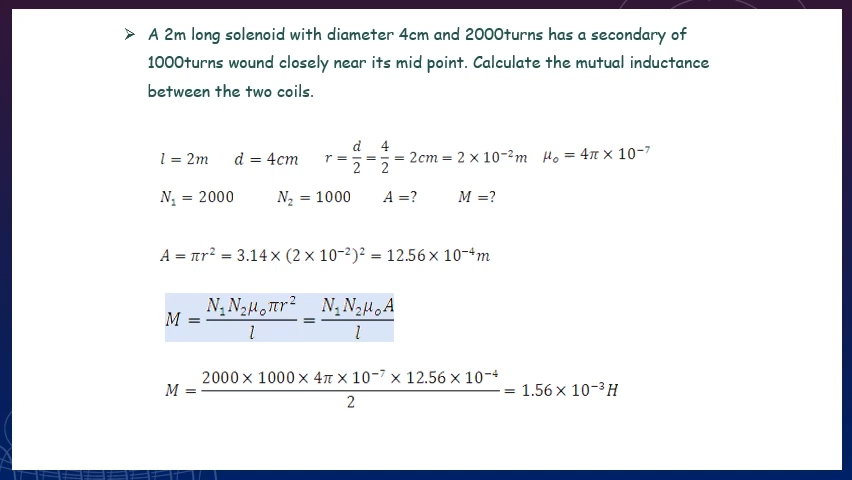 ➢ A 2m long solenoid with diameter 4cm and 2000turns has a secondary of
1000turns wound closely near its mid point. Calculate the mutual inductance
between the two coils.
l = 2m d = 4cm r = d/2 = 4/2 = 2cm = 2 × 10⁻²m μₒ = 4π × 10⁻⁷
N₁ = 2000 N₂ = 1000 A =? M =?
A = πr² = 3.14 × (2 × 10⁻²)² = 12.56 × 10⁻⁴m
M = N₁N₂μₒπr²/l = N₁N₂μₒA/l
M = 2000 × 1000 × 4π × 10⁻⁷ × 12.56 × 10⁻⁴/2 = 1.56 × 10⁻³H